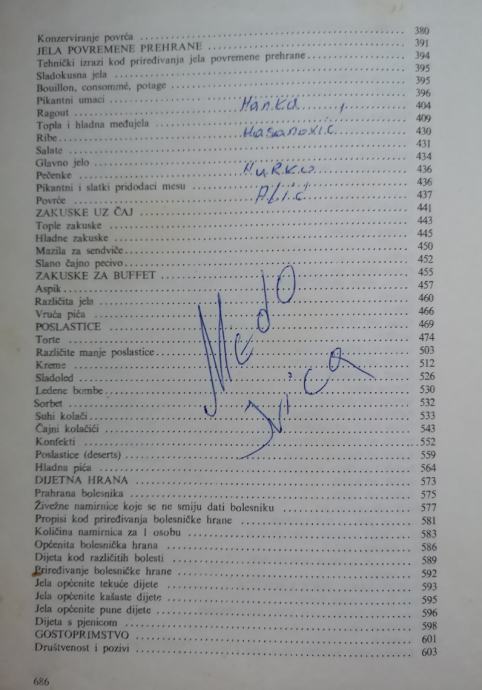 Konzerviranje povrća 380
JELA POVREMENE PREHRANE 391
Tehnički izrazi kod priređivanja jela povremene prehrane 394
Sladokusna jela 395
Bouillon, consommé, potage 395
Pikantni umaci 396
Ragout 404
Topla i hladna međujela 409
Ribe 430
Salate 431
Glavno jelo 434
Pečenke 436
Pikantni i slatki pridodaci mesu 436
Povrće 437
ZAKUSKE UZ ČAJ 441
Tople zakuske 443
Hladne zakuske 445
Mazila za sendviče 450
Slano čajno pecivo 452
ZAKUSKE ZA BUFFET 455
Aspik 457
Različita jela 460
Vruća pića 466
POSLASTICE 469
Torte 474
Različite manje poslastice 503
Kreme 512
Sladoled 526
Ledene bombe 530
Sorbet 532
Suhi kolači 533
Čajni kolačići 543
Konfekti 552
Poslastice (deserts) 559
Hladna pića 564
DIJETNA HRANA 573
Prahrana bolesnika 575
Živežne namirnice koje se ne smiju dati bolesniku 577
Propisi kod priređivanja bolesničke hrane 581
Količina namirnica za 1 osobu 583
Općenita bolesnička hrana 586
Dijeta kod različitih bolesti 589
Priređivanje bolesničke hrane 592
Jela općenite tekuće dijete 593
Jela općenite kašaste dijete 595
Jela općenite pune dijete 596
Dijeta s pjenicom 598
GOSTOPRIMSTVO 601
Društvenost i pozivi 603
686
Hanka
Hasanović
Murko
Alić
Medo